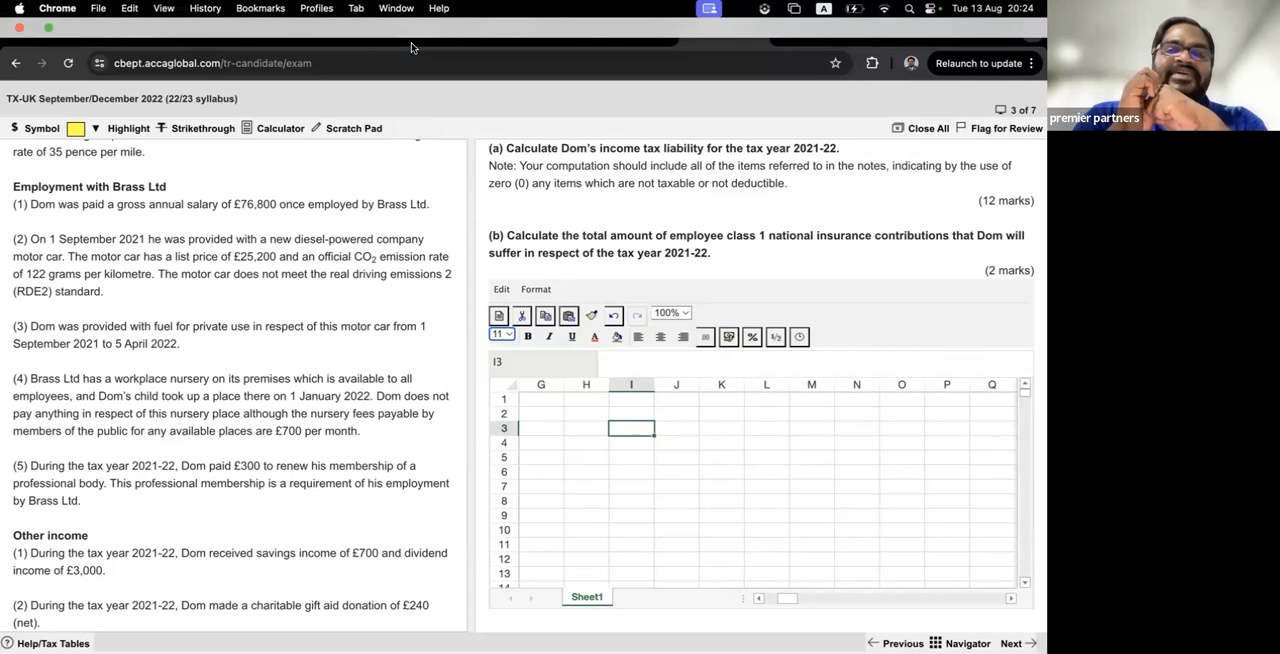 Chrome File Edit View History Bookmarks Profiles Tab Window Help A Tue 13 Aug 20:24
cbept.accaglobal.com/tr-candidate/exam Relaunch to update
TX-UK September/December 2022 (22/23 syllabus)
3 of 7
$ Symbol Highlight Strikethrough Calculator Scratch Pad Close All Flag for Review
rate of 35 pence per mile.
Employment with Brass Ltd
(1) Dom was paid a gross annual salary of £76,800 once employed by Brass Ltd.
(2) On 1 September 2021 he was provided with a new diesel-powered company
motor car. The motor car has a list price of £25,200 and an official CO2 emission rate
of 122 grams per kilometre. The motor car does not meet the real driving emissions 2
(RDE2) standard.
(3) Dom was provided with fuel for private use in respect of this motor car from 1
September 2021 to 5 April 2022.
(4) Brass Ltd has a workplace nursery on its premises which is available to all
employees, and Dom's child took up a place there on 1 January 2022. Dom does not
pay anything in respect of this nursery place although the nursery fees payable by
members of the public for any available places are £700 per month.
(5) During the tax year 2021-22, Dom paid £300 to renew his membership of a
professional body. This professional membership is a requirement of his employment
by Brass Ltd.
Other income
(1) During the tax year 2021-22, Dom received savings income of £700 and dividend
income of £3,000.
(2) During the tax year 2021-22, Dom made a charitable gift aid donation of £240
(net).
(a) Calculate Dom's income tax liability for the tax year 2021-22.
Note: Your computation should include all of the items referred to in the notes, indicating by the use of
zero (0) any items which are not taxable or not deductible.
(12 marks)
(b) Calculate the total amount of employee class 1 national insurance contributions that Dom will
suffer in respect of the tax year 2021-22.
(2 marks)
Edit Format
100%
11 B I U A % 1/2
I3
G H I J K L M N O P Q
1
2
3
4
5
6
7
8
9
10
11
12
13
Sheet1
Help/Tax Tables Previous Navigator Next
premier partners